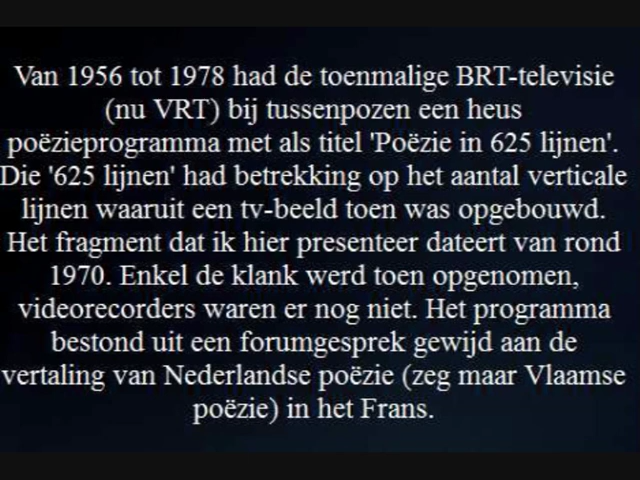 Van 1956 tot 1978 had de toenmalige BRT-televisie
(nu VRT) bij tussenpozen een heus
poëzieprogramma met als titel 'Poëzie in 625 lijnen'.
Die '625 lijnen' had betrekking op het aantal verticale
lijnen waaruit een tv-beeld toen was opgebouwd.
Het fragment dat ik hier presenteer dateert van rond
1970. Enkel de klank werd toen opgenomen,
videorecorders waren er nog niet. Het programma
bestond uit een forumgesprek gewijd aan de
vertaling van Nederlandse poëzie (zeg maar Vlaamse
poëzie) in het Frans.